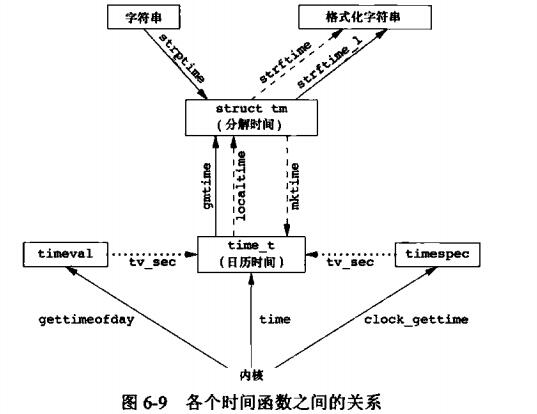 字符串
格式化字符串
strptime
strftime
strftime_l
struct tm
(分解时间)
gmtime
localtime
mktime
timeval
tv_sec
time_t
(日历时间)
tv_sec
timespec
gettimeofday
time
clock_gettime
内核
图 6-9 各个时间函数之间的关系